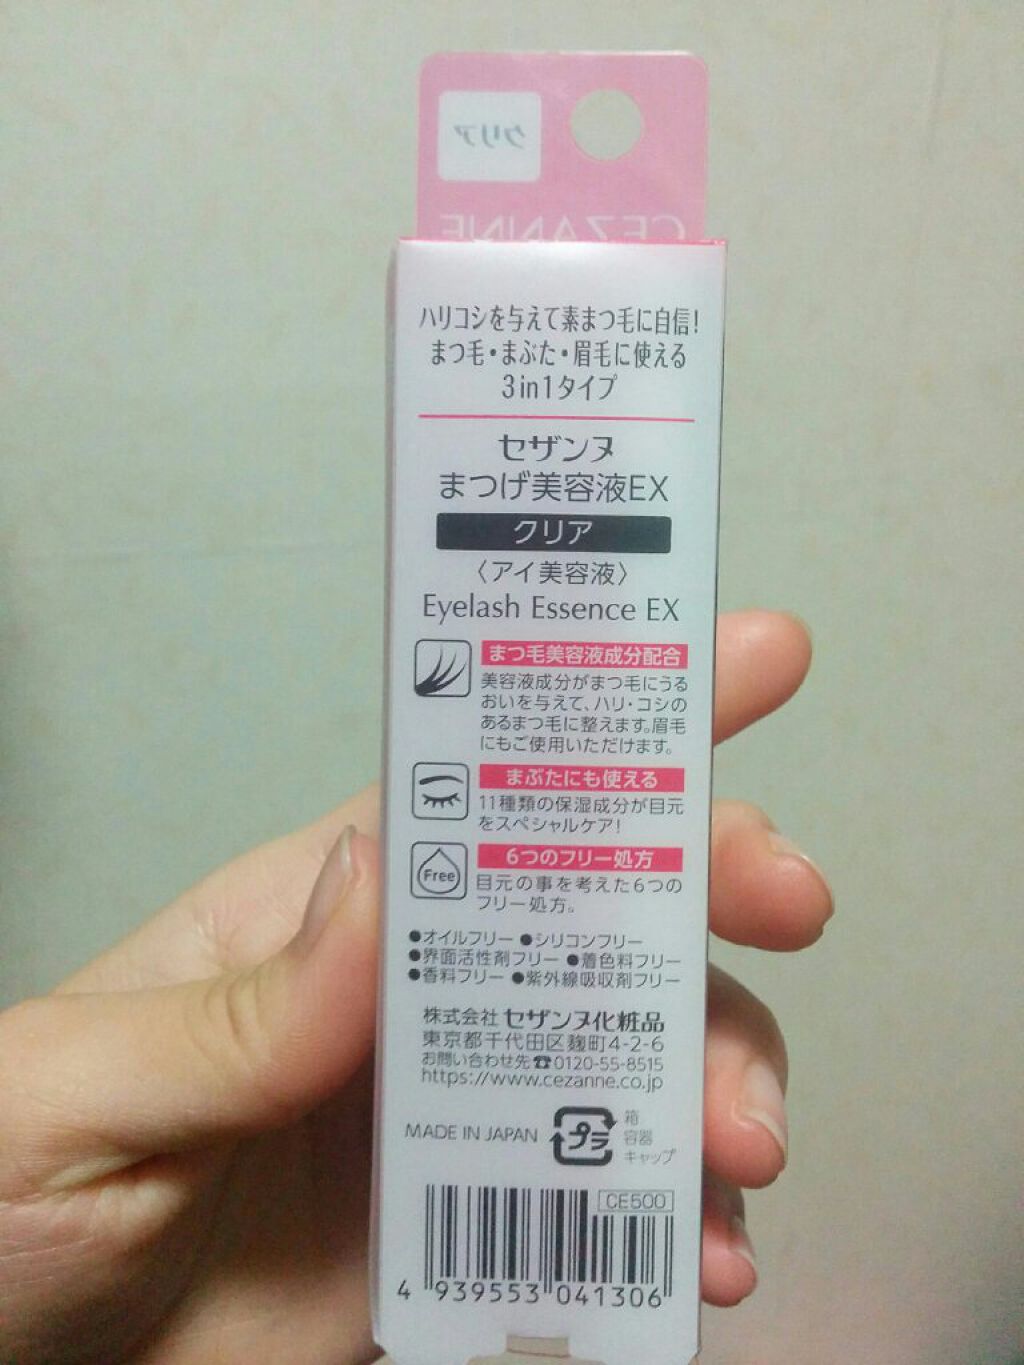 クリア
CEZANNE
ハリコシを与えて素まつ毛に自信!
まつ毛・まぶた・眉毛に使える
3in1タイプ
セザンヌ
まつげ美容液EX
クリア
〈アイ美容液〉
Eyelash Essence EX
まつ毛美容液成分配合
美容液成分がまつ毛にうる
おいを与えて、ハリ・コシの
あるまつ毛に整えます。眉毛
にもご使用いただけます。
まぶたにも使える
11種類の保湿成分が目元
をスペシャルケア!
Free
6つのフリー処方
目元の事を考えた6つの
フリー処方。
●オイルフリー ●シリコンフリー
●界面活性剤フリー ●着色料フリー
●香料フリー ●紫外線吸収剤フリー
株式会社 セザンヌ化粧品
東京都千代田区麹町4-2-6
お問い合わせ先☎0120-55-8515
https://www.cezanne.co.jp
MADE IN JAPAN
プラ
箱
容器
キャップ
CE500
4 939553 041306